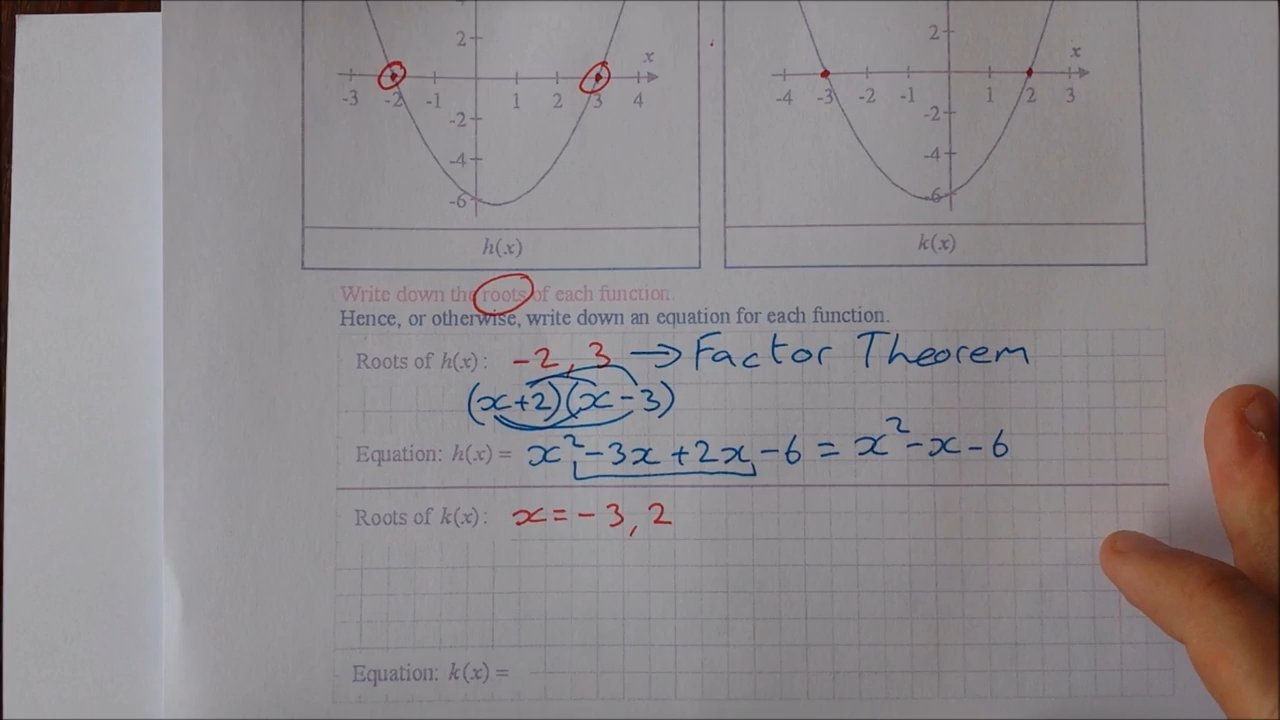 2 2
x x
-3 -2 -1 1 2 3 4 -4 -3 -2 -1 1 2 3
-2 -2
-4 -4
-6 -6
h(x) k(x)
Write down the roots of each function.
Hence, or otherwise, write down an equation for each function.
Roots of h(x): -2, 3 → Factor Theorem
(x+2)(x-3)
Equation: h(x) = x²-3x+2x-6 = x²-x-6
Roots of k(x): x=-3, 2
Equation: k(x) =